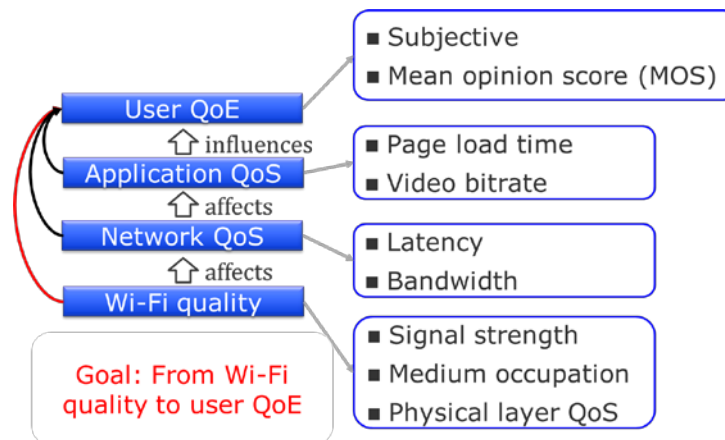 ■ Subjective
■ Mean opinion score (MOS)
User QoE
influences
■ Page load time
■ Video bitrate
Application QoS
affects
Network QoS
■ Latency
■ Bandwidth
affects
Wi-Fi quality
■ Signal strength
■ Medium occupation
■ Physical layer QoS
Goal: From Wi-Fi
quality to user QoE